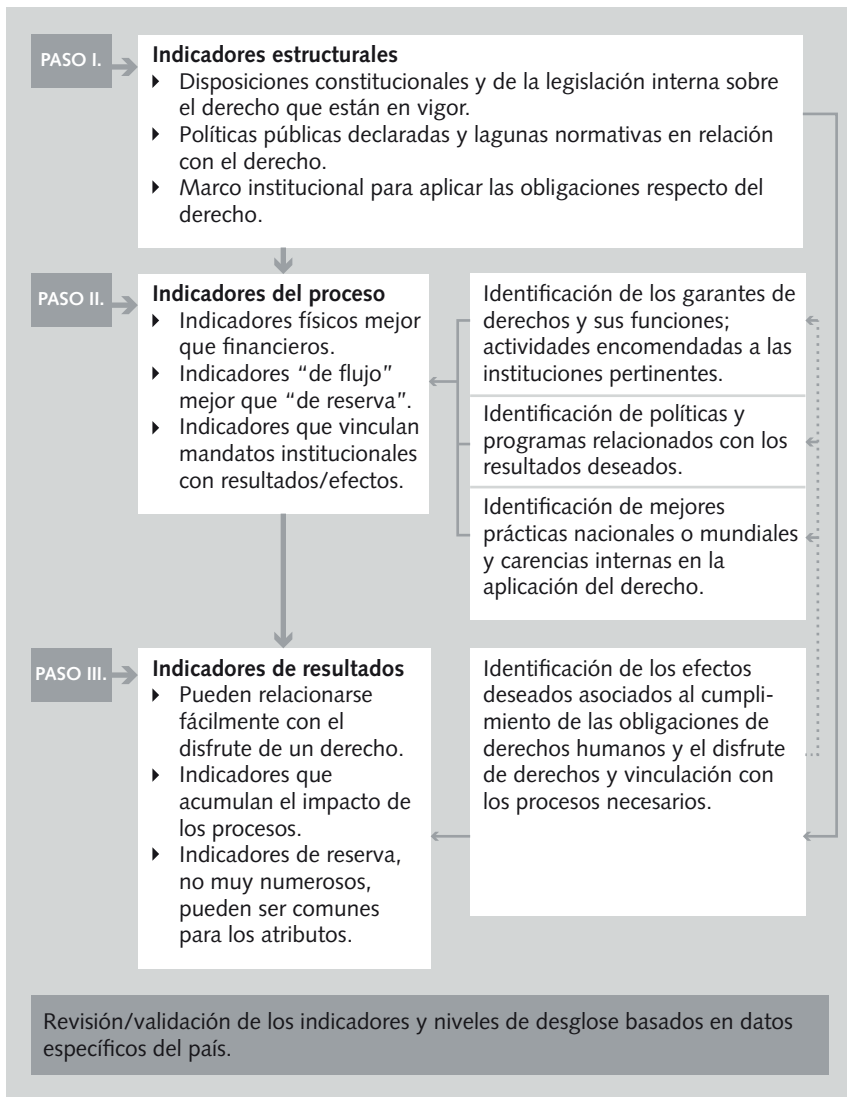 PASO I.
Indicadores estructurales
Disposiciones constitucionales y de la legislación interna sobre
el derecho que están en vigor.
Políticas públicas declaradas y lagunas normativas en relación
con el derecho.
Marco institucional para aplicar las obligaciones respecto del
derecho.
PASO II.
Indicadores del proceso
Indicadores físicos mejor
que financieros.
Indicadores “de flujo”
mejor que “de reserva”.
Indicadores que vinculan
mandatos institucionales
con resultados/efectos.
Identificación de los garantes de
derechos y sus funciones;
actividades encomendadas a las
instituciones pertinentes.
Identificación de políticas y
programas relacionados con los
resultados deseados.
Identificación de mejores
prácticas nacionales o mundiales
y carencias internas en la
aplicación del derecho.
PASO III.
Indicadores de resultados
Pueden relacionarse
fácilmente con el
disfrute de un derecho.
Indicadores que
acumulan el impacto de
los procesos.
Indicadores de reserva,
no muy numerosos,
pueden ser comunes
para los atributos.
Identificación de los efectos
deseados asociados al cumpli-
miento de las obligaciones de
derechos humanos y el disfrute
de derechos y vinculación con
los procesos necesarios.
Revisión/validación de los indicadores y niveles de desglose basados en datos
específicos del país.